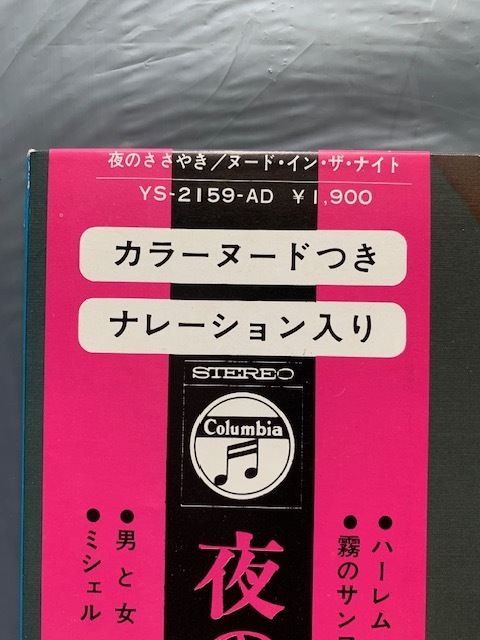 夜のささやき／ヌード・イン・ザ・ナイト
YS-2159-AD ￥1,900
カラーヌードつき
ナレーション入り
STEREO
Columbia
夜の
●ハーレム
●霧のサン
●男と女
●ミシェル